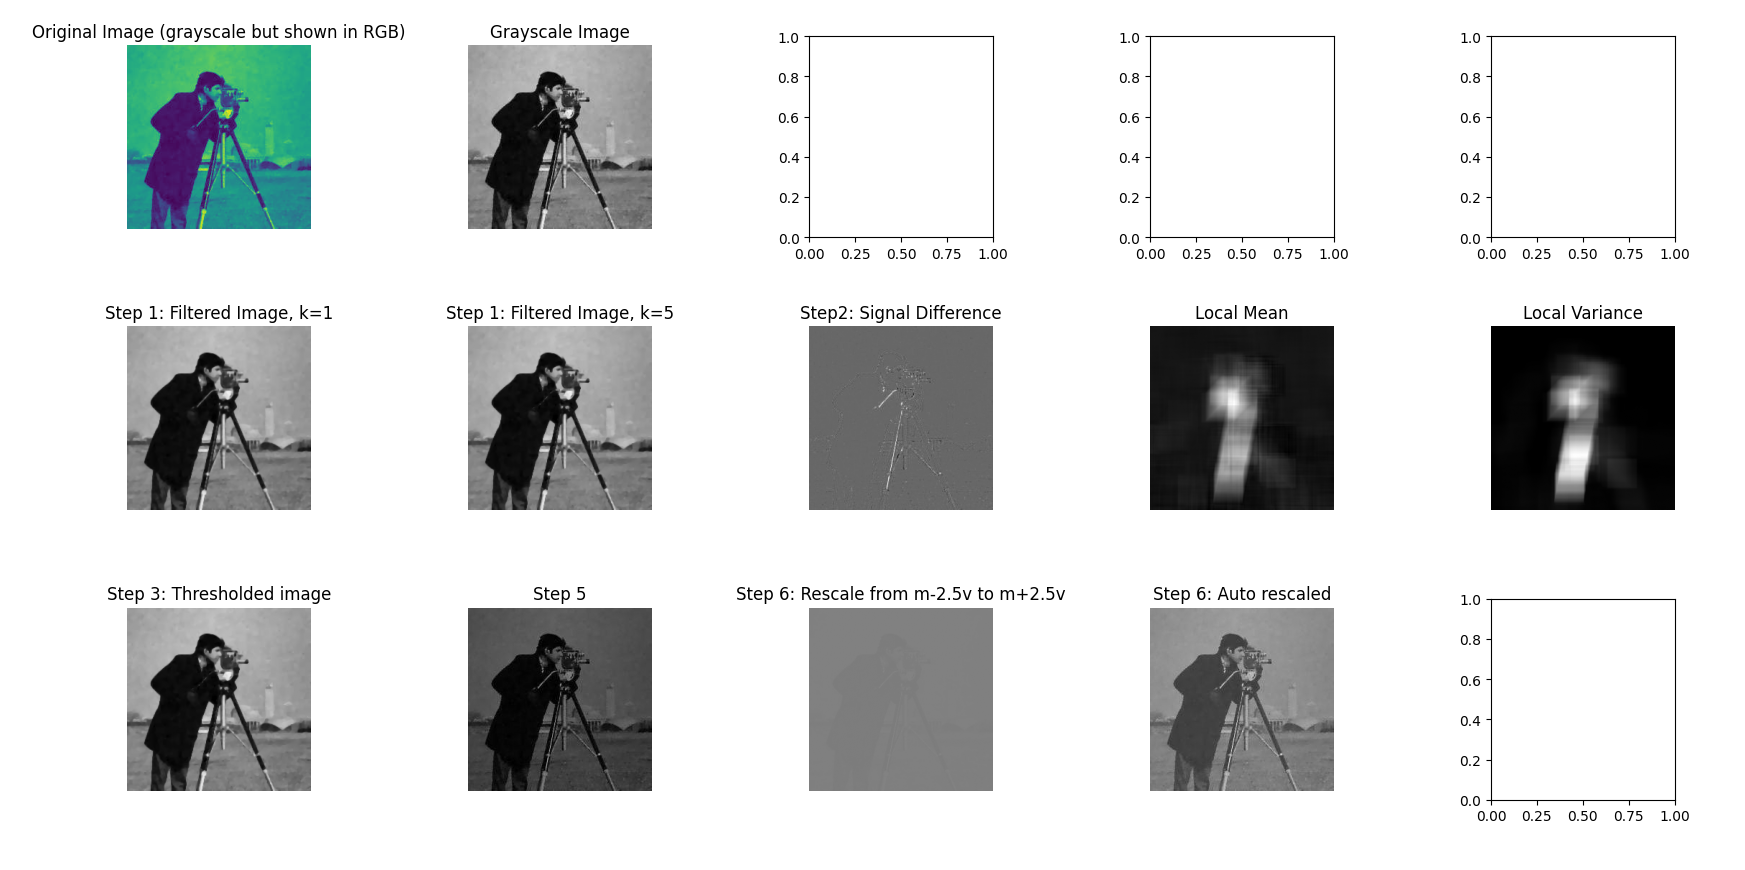 Original Image (grayscale but shown in RGB)
Grayscale Image
1.0
0.8
0.6
0.4
0.2
0.0
0.00 0.25 0.50 0.75 1.00
1.0
0.8
0.6
0.4
0.2
0.0
0.00 0.25 0.50 0.75 1.00
1.0
0.8
0.6
0.4
0.2
0.0
0.00 0.25 0.50 0.75 1.00
Step 1: Filtered Image, k=1
Step 1: Filtered Image, k=5
Step2: Signal Difference
Local Mean
Local Variance
Step 3: Thresholded image
Step 5
Step 6: Rescale from m-2.5v to m+2.5v
Step 6: Auto rescaled
1.0
0.8
0.6
0.4
0.2
0.0
0.00 0.25 0.50 0.75 1.00